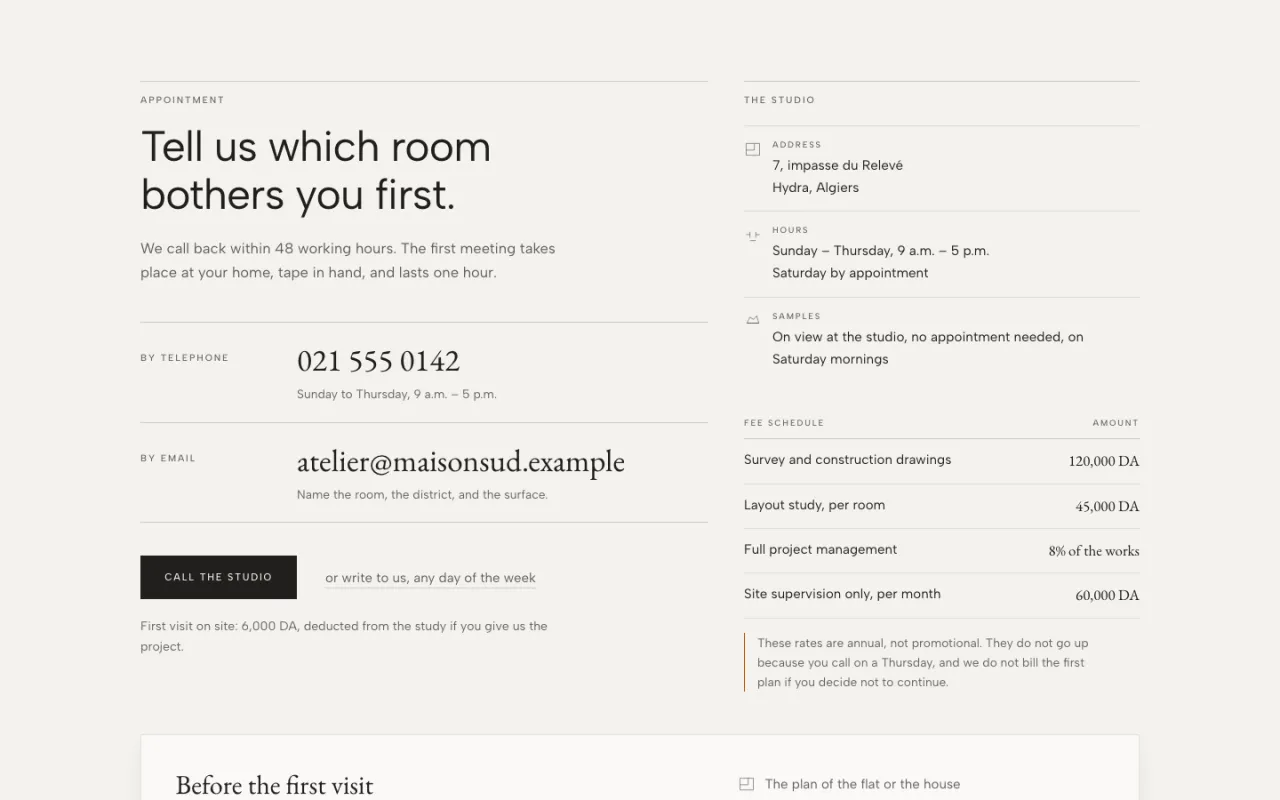 APPOINTMENT
Tell us which room
bothers you first.
We call back within 48 working hours. The first meeting takes
place at your home, tape in hand, and lasts one hour.
BY TELEPHONE
021 555 0142
Sunday to Thursday, 9 a.m. – 5 p.m.
BY EMAIL
atelier@maisonsud.example
Name the room, the district, and the surface.
CALL THE STUDIO
or write to us, any day of the week
First visit on site: 6,000 DA, deducted from the study if you give us the
project.
THE STUDIO
ADDRESS
7, impasse du Relevé
Hydra, Algiers
HOURS
Sunday – Thursday, 9 a.m. – 5 p.m.
Saturday by appointment
SAMPLES
On view at the studio, no appointment needed, on
Saturday mornings
FEE SCHEDULE AMOUNT
Survey and construction drawings 120,000 DA
Layout study, per room 45,000 DA
Full project management 8% of the works
Site supervision only, per month 60,000 DA
These rates are annual, not promotional. They do not go up
because you call on a Thursday, and we do not bill the first
plan if you decide not to continue.
Before the first visit
The plan of the flat or the house